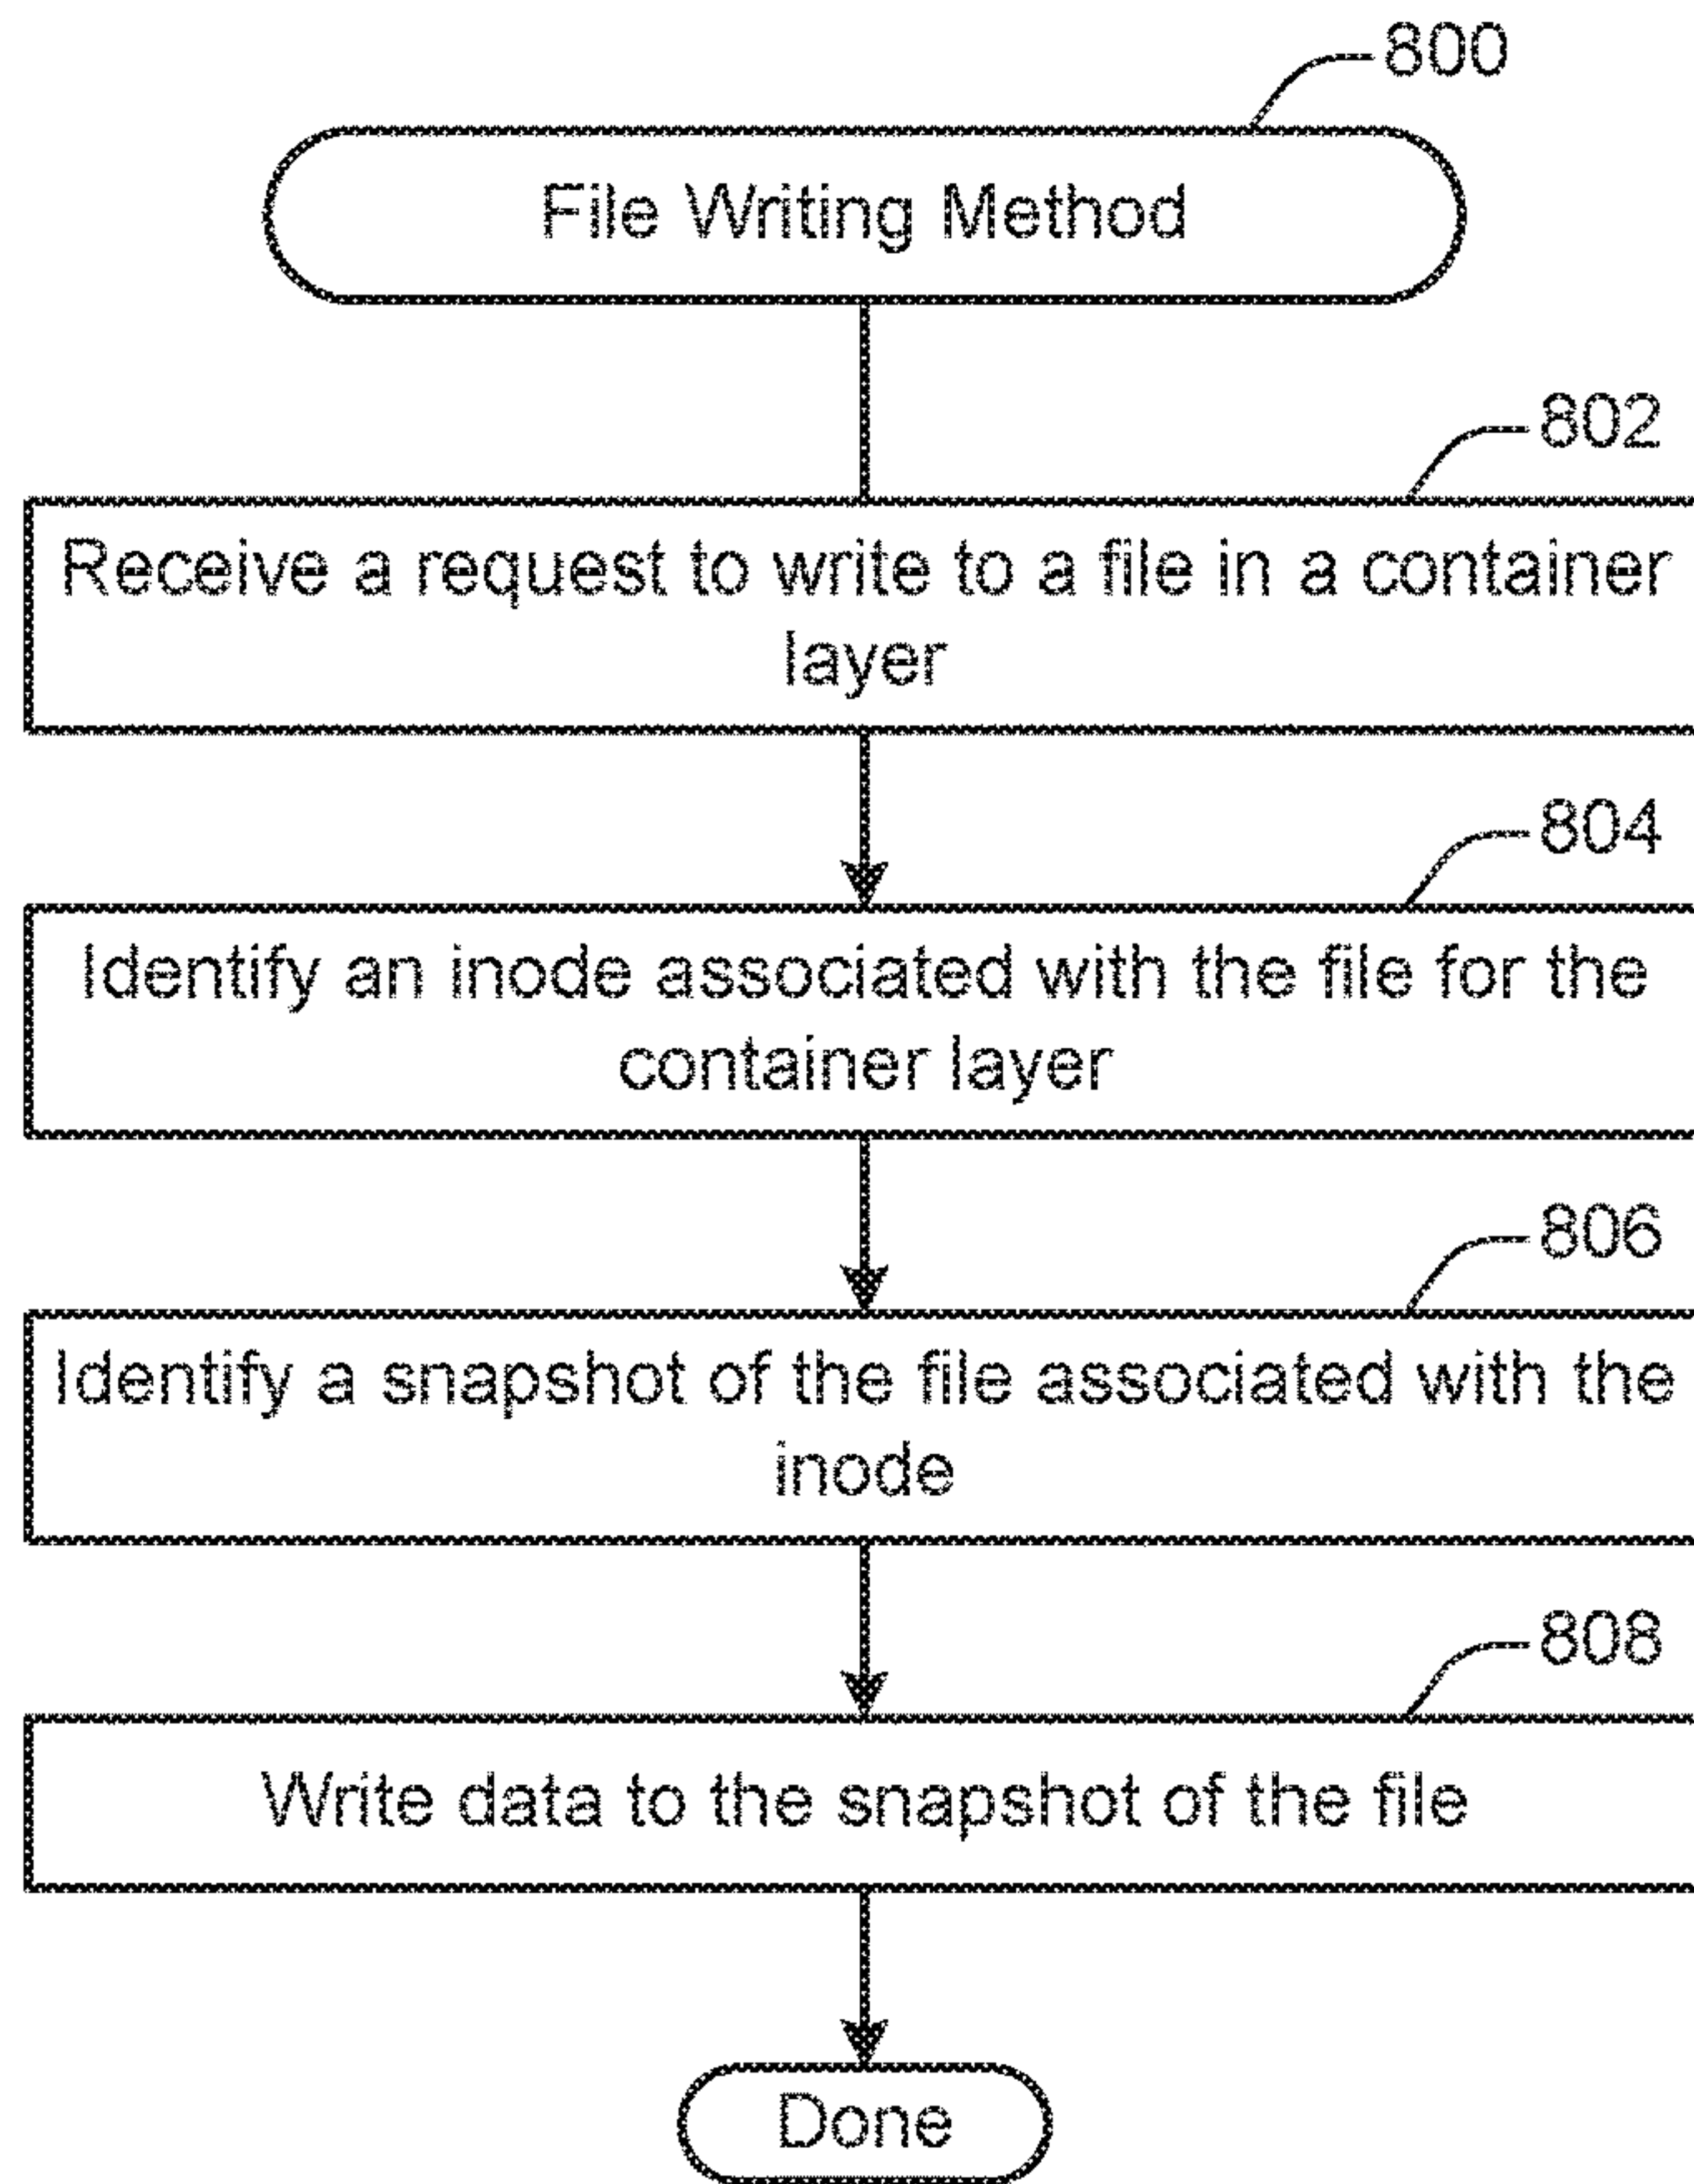 800
File Writing Method
802
Receive a request to write to a file in a container
layer
804
Identify an inode associated with the file for the
container layer
806
Identify a snapshot of the file associated with the
inode
808
Write data to the snapshot of the file
Done